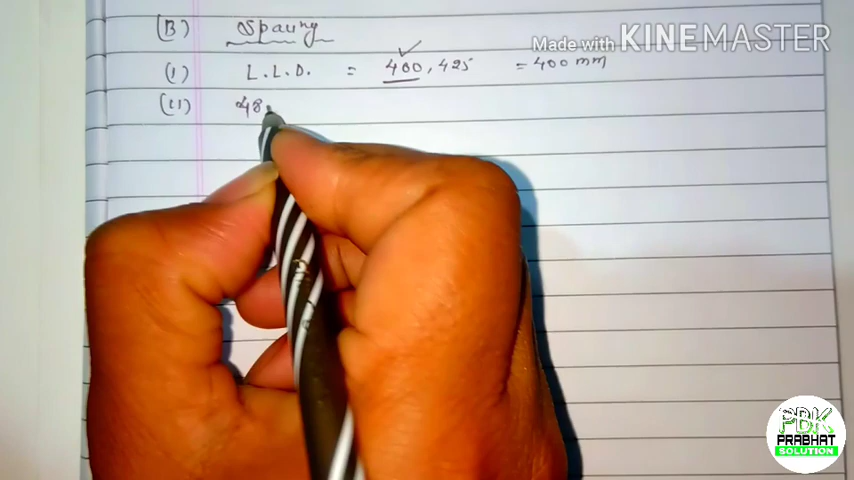 Made with KINEMASTER
(B) Spacing
(I) L.L.D. = 400, 425 = 400 mm
(II) 48
PBK
PRABHAT
SOLUTION